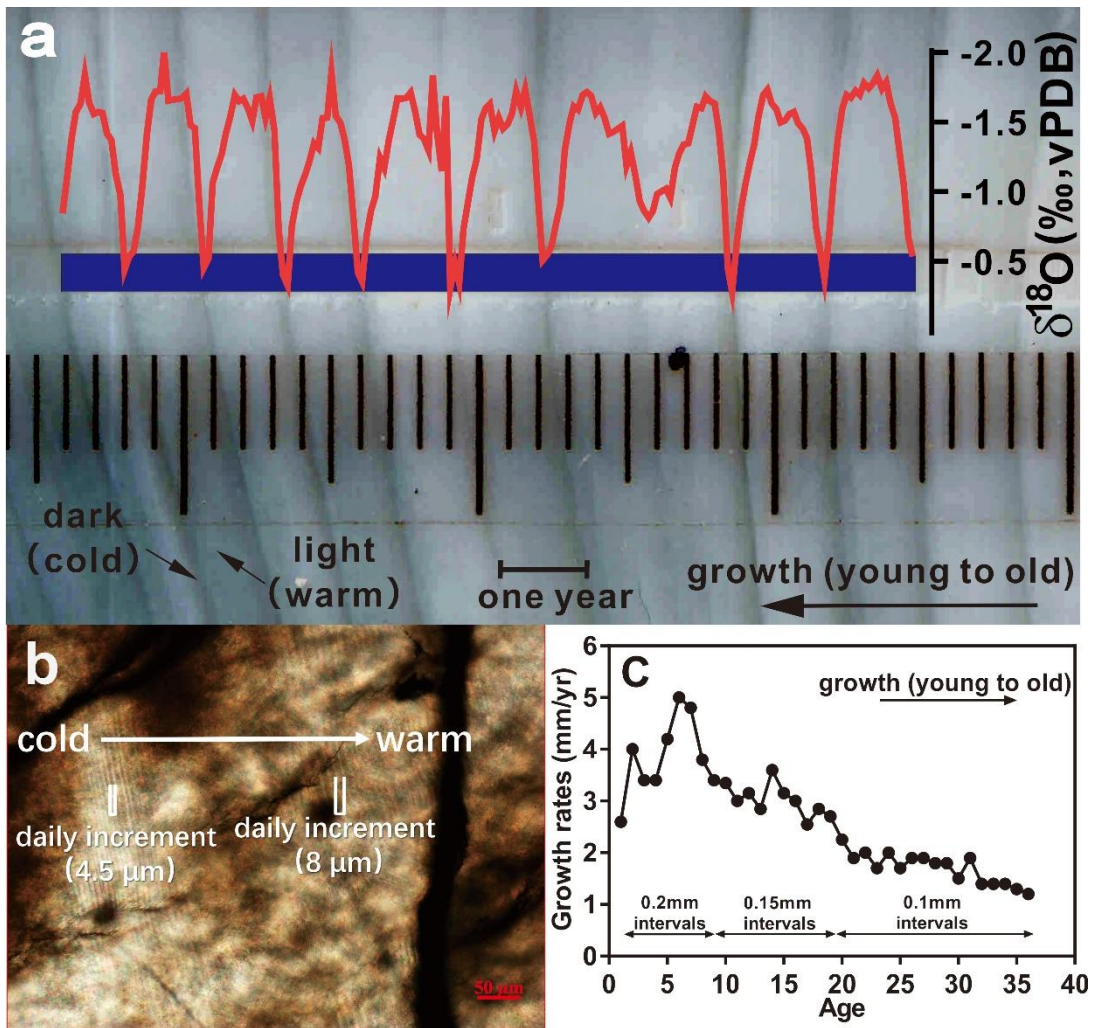 a
-2.0
-1.5
-1.0
-0.5
δ¹⁸O (‰, vPDB)
dark
(cold)
light
(warm)
one year
growth (young to old)
b
cold
warm
daily increment
(4.5 μm)
daily increment
(8 μm)
50 μm
C
growth (young to old)
Growth rates (mm/yr)
6
5
4
3
2
1
0
0.2mm
intervals
0.15mm
intervals
0.1mm
intervals
0 5 10 15 20 25 30 35 40
Age